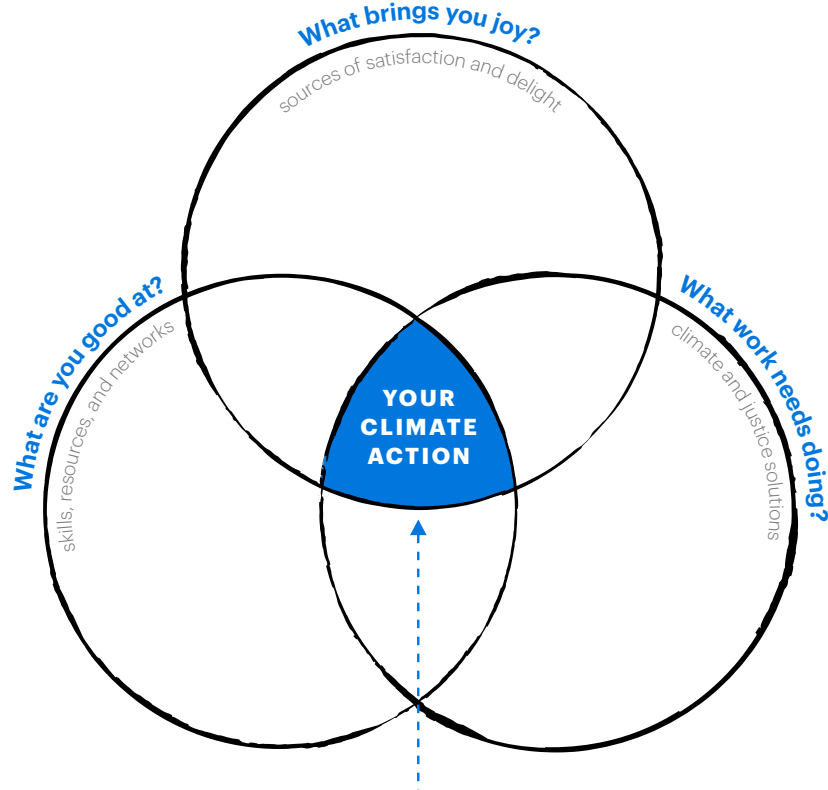 What brings you joy?
sources of satisfaction and delight
What are you good at?
skills, resources, and networks
What work needs doing?
climate and justice solutions
YOUR
CLIMATE
ACTION